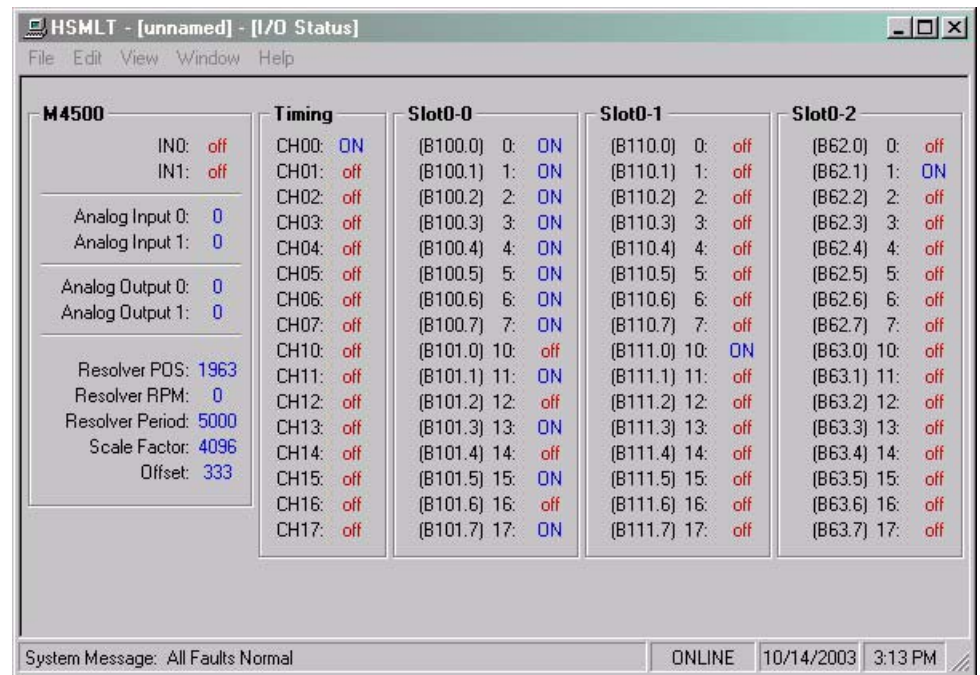 HSMLT - [unnamed] - [I/O Status]
File Edit View Window Help
M4500
IN0: off
IN1: off
Analog Input 0: 0
Analog Input 1: 0
Analog Output 0: 0
Analog Output 1: 0
Resolver POS: 1963
Resolver RPM: 0
Resolver Period: 5000
Scale Factor: 4096
Offset: 333
Timing
CH00: ON
CH01: off
CH02: off
CH03: off
CH04: off
CH05: off
CH06: off
CH07: off
CH10: off
CH11: off
CH12: off
CH13: off
CH14: off
CH15: off
CH16: off
CH17: off
Slot0-0
(B100.0) 0: ON
(B100.1) 1: ON
(B100.2) 2: ON
(B100.3) 3: ON
(B100.4) 4: ON
(B100.5) 5: ON
(B100.6) 6: ON
(B100.7) 7: ON
(B101.0) 10: off
(B101.1) 11: ON
(B101.2) 12: off
(B101.3) 13: ON
(B101.4) 14: off
(B101.5) 15: ON
(B101.6) 16: off
(B101.7) 17: ON
Slot0-1
(B110.0) 0: off
(B110.1) 1: off
(B110.2) 2: off
(B110.3) 3: off
(B110.4) 4: off
(B110.5) 5: off
(B110.6) 6: off
(B110.7) 7: off
(B111.0) 10: ON
(B111.1) 11: off
(B111.2) 12: off
(B111.3) 13: off
(B111.4) 14: off
(B111.5) 15: off
(B111.6) 16: off
(B111.7) 17: off
Slot0-2
(B62.0) 0: off
(B62.1) 1: ON
(B62.2) 2: off
(B62.3) 3: off
(B62.4) 4: off
(B62.5) 5: off
(B62.6) 6: off
(B62.7) 7: off
(B63.0) 10: off
(B63.1) 11: off
(B63.2) 12: off
(B63.3) 13: off
(B63.4) 14: off
(B63.5) 15: off
(B63.6) 16: off
(B63.7) 17: off
System Message: All Faults Normal
ONLINE
10/14/2003
3:13 PM